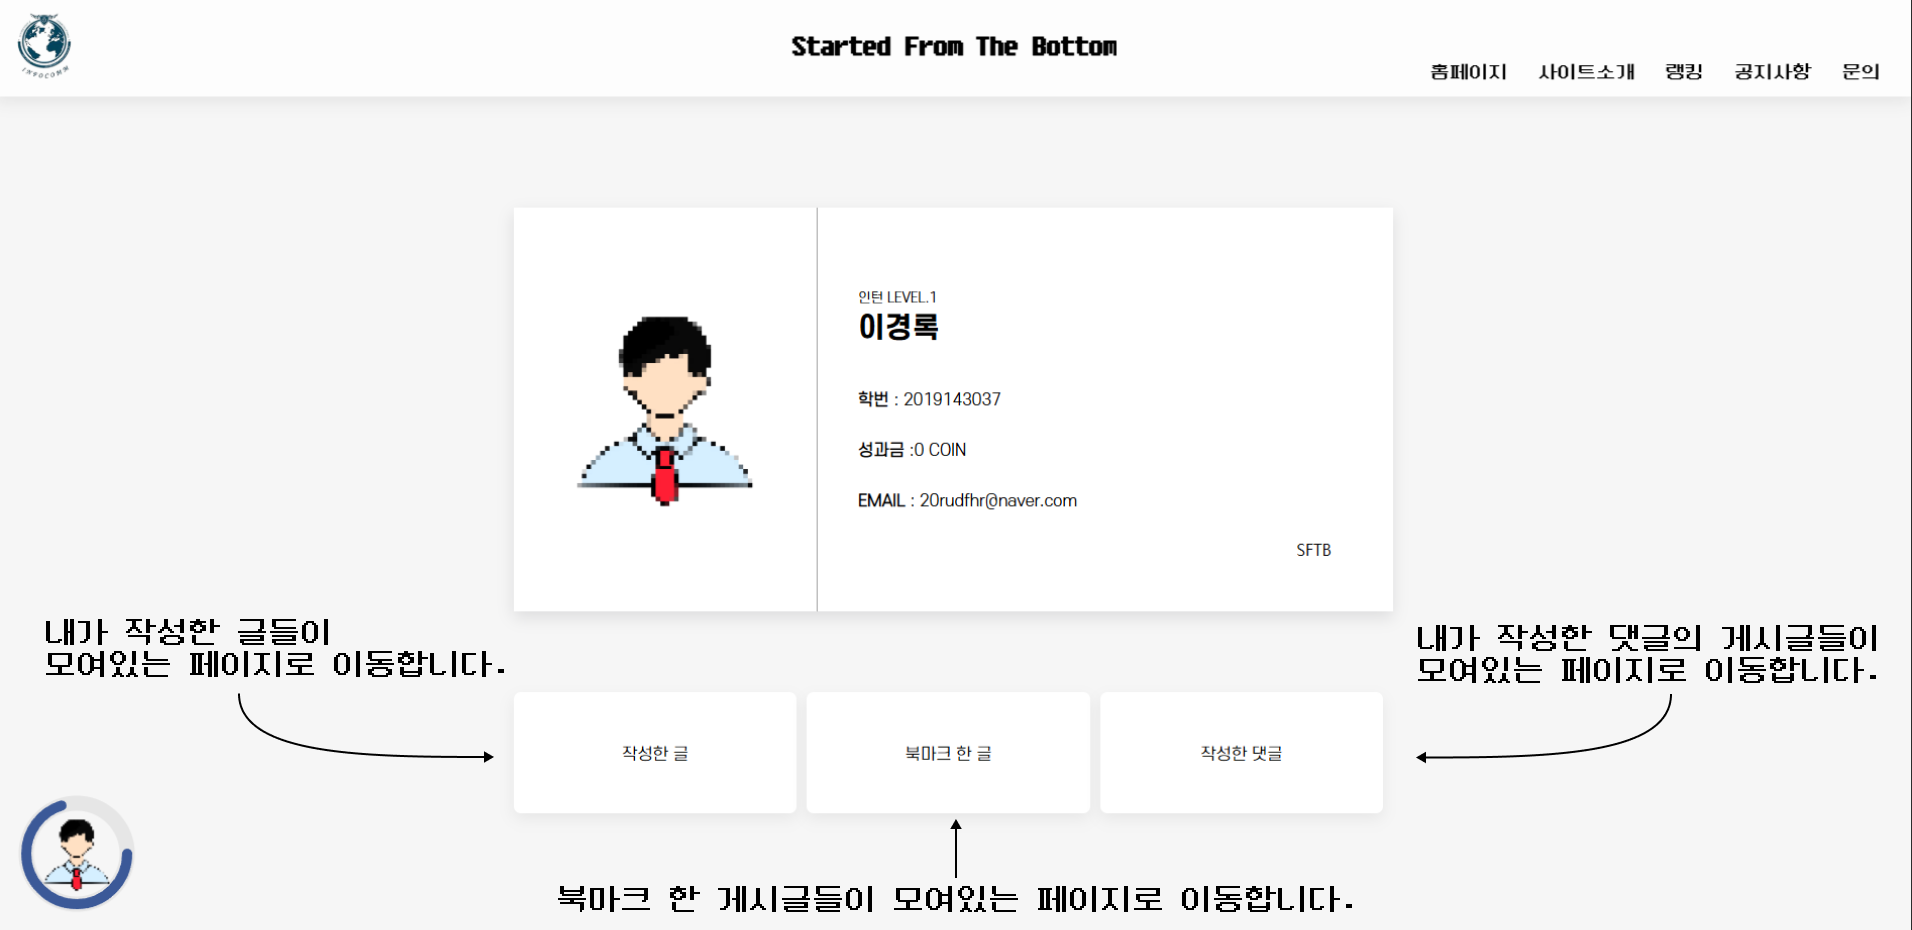 INFOCOMM
Started From The Bottom
홈페이지 사이트소개 랭킹 공지사항 문의
인턴 LEVEL.1
이경록
학번 : 2019143037
성과금 :0 COIN
EMAIL : 20rudfhr@naver.com
SFTB
내가 작성한 글들이
모여있는 페이지로 이동합니다.
내가 작성한 댓글의 게시글들이
모여있는 페이지로 이동합니다.
작성한 글
북마크 한 글
작성한 댓글
북마크 한 게시글들이 모여있는 페이지로 이동합니다.